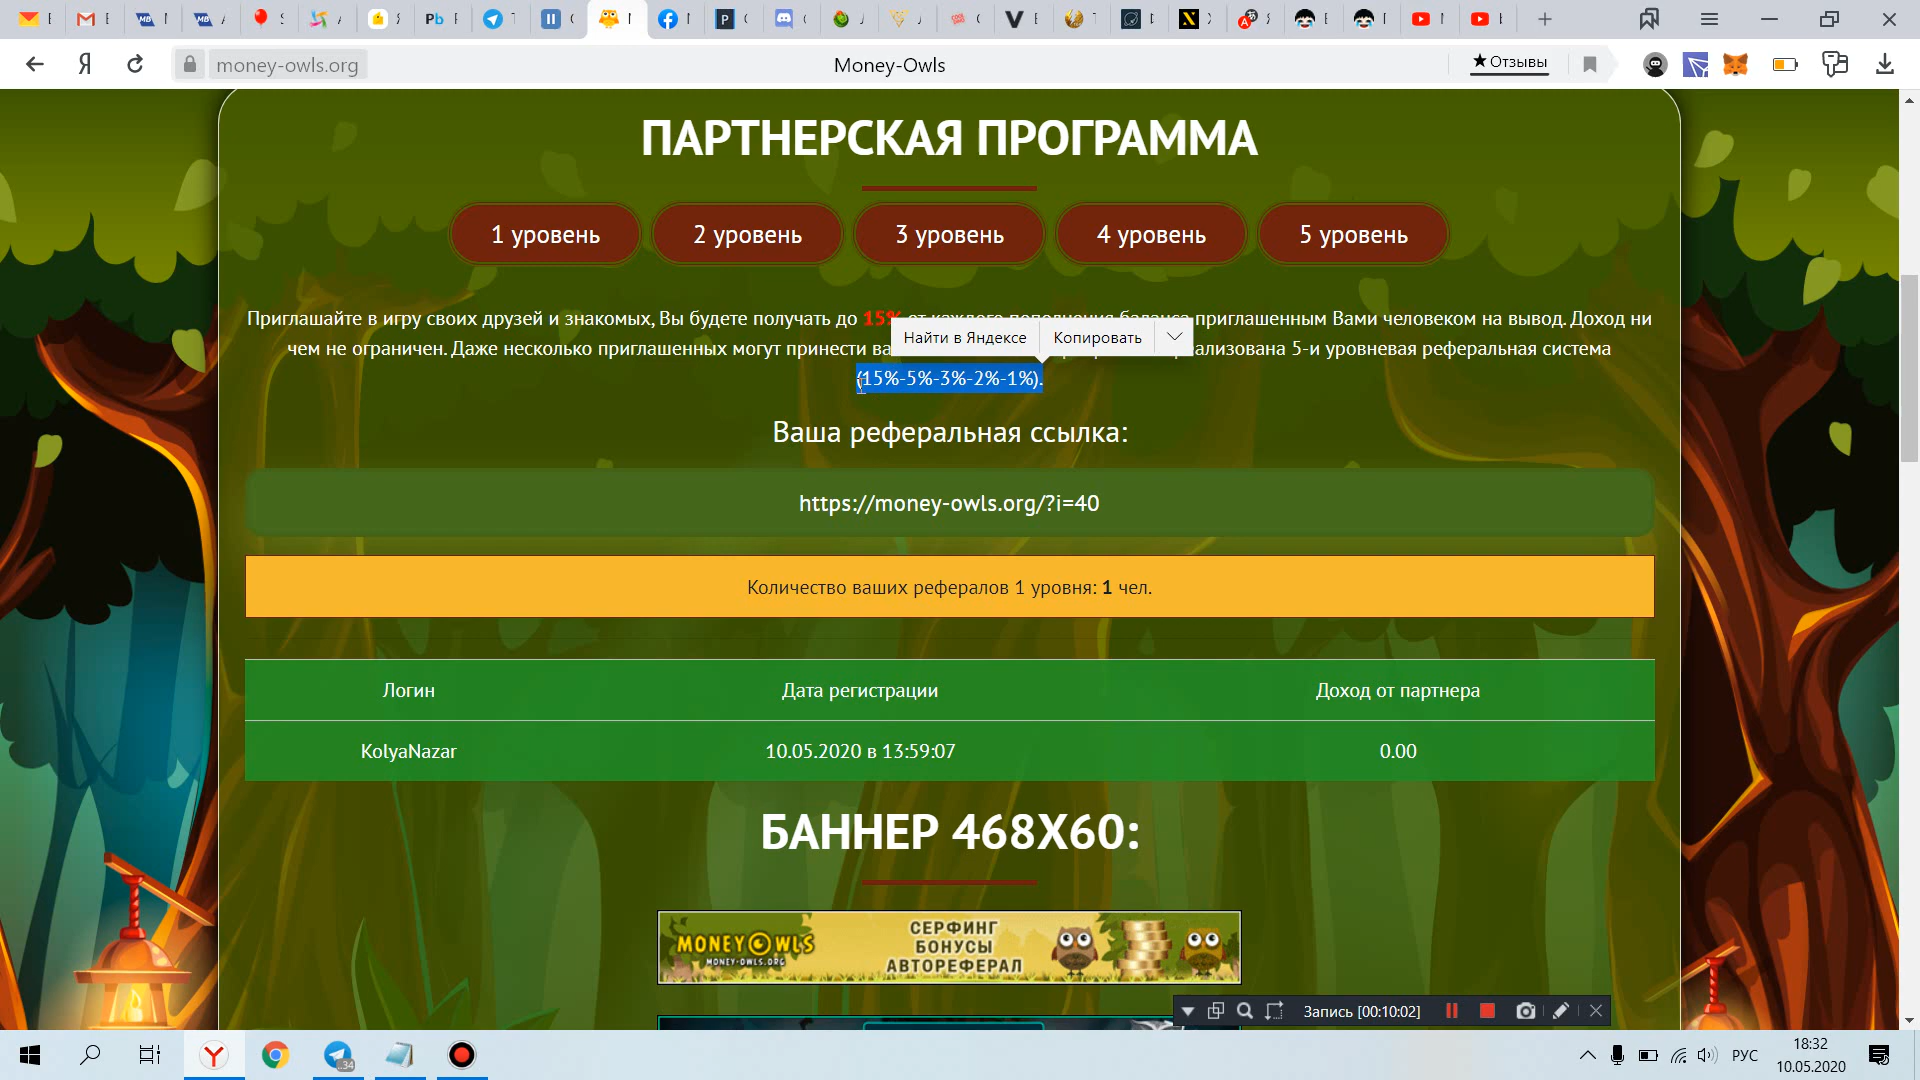 money-owls.org
Money-Owls
★ Отзывы
ПАРТНЕРСКАЯ ПРОГРАММА
1 уровень
2 уровень
3 уровень
4 уровень
5 уровень
Приглашайте в игру своих друзей и знакомых, Вы будете получать до 15% от каждого пополнения баланса приглашенным Вами человеком на вывод. Доход ни
чем не ограничен. Даже несколько приглашенных могут принести ва 5-и уровневая реферальная система
(15%-5%-3%-2%-1%).
Найти в Яндексе
Копировать
Ваша реферальная ссылка:
https://money-owls.org/?i=40
Количество ваших рефералов 1 уровня: 1 чел.
Логин
Дата регистрации
Доход от партнера
KolyaNazar
10.05.2020 в 13:59:07
0.00
БАННЕР 468X60:
MONEY OWLS
MONEY-OWLS.ORG
СЕРФИНГ
БОНУСЫ
АВТОРЕФЕРАЛ
Запись [00:10:02]
РУС
18:32
10.05.2020